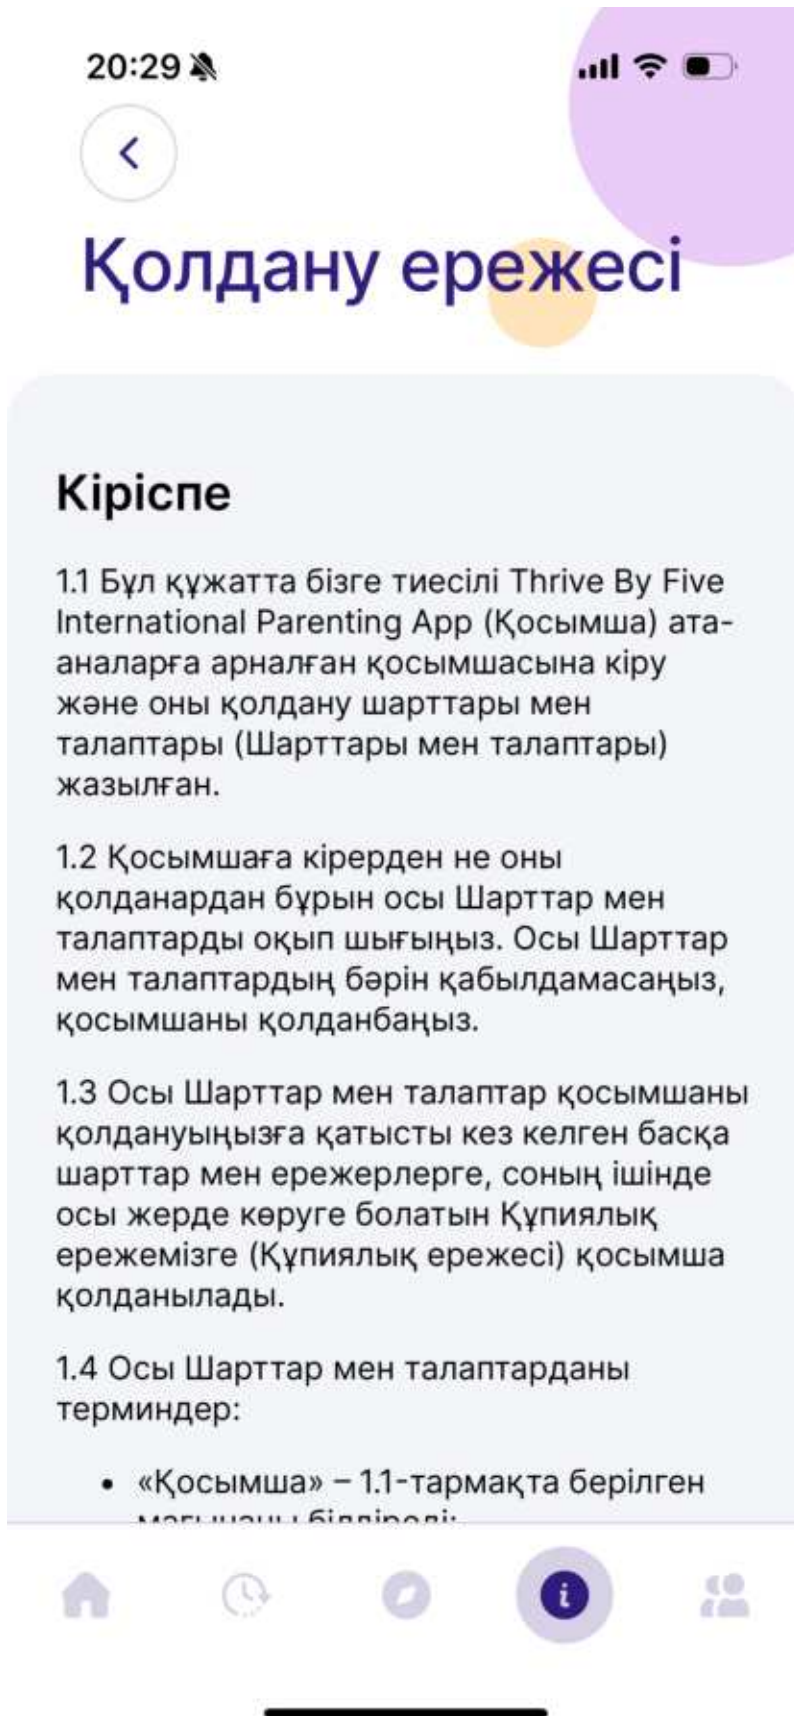 20:29
Қолдану ережесі
Кіріспе
1.1 Бұл құжатта бізге тиесілі Thrive By Five
International Parenting App (Қосымша) ата-
аналарға арналған қосымшасына кіру
және оны қолдану шарттары мен
талаптары (Шарттары мен талаптары)
жазылған.
1.2 Қосымшаға кірерден не оны
қолданардан бұрын осы Шарттар мен
талаптарды оқып шығыңыз. Осы Шарттар
мен талаптардың бәрін қабылдамасаңыз,
қосымшаны қолданбаңыз.
1.3 Осы Шарттар мен талаптар қосымшаны
қолдануыңызға қатысты кез келген басқа
шарттар мен ережерлерге, соның ішінде
осы жерде көруге болатын Құпиялық
ережемізге (Құпиялық ережесі) қосымша
қолданылады.
1.4 Осы Шарттар мен талаптарданы
терминдер:
• «Қосымша» – 1.1-тармақта берілген
мағынаны білдіреді;